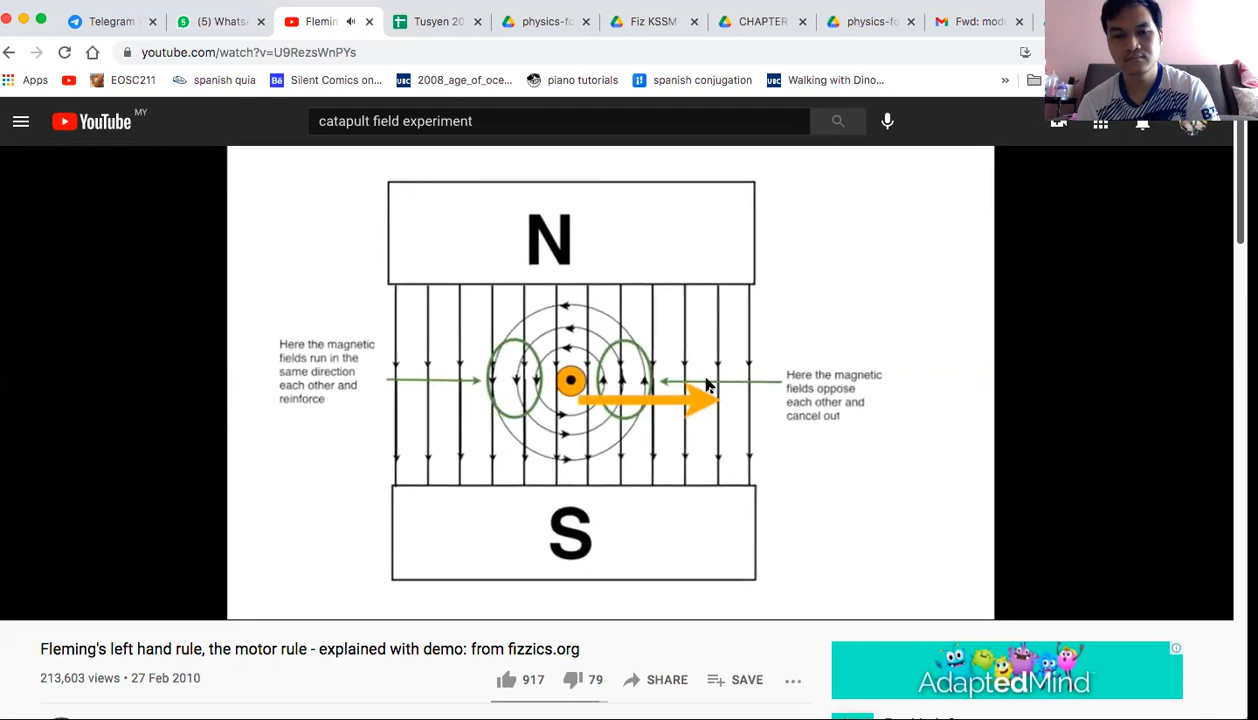 Telegram
(5) Whats
Flemin
Tusyen 20
physics-fo
Fiz KSSM
CHAPTER
physics-fo
Fwd: mod
youtube.com/watch?v=U9RezsWnPYs
Apps
EOSC211
spanish quia
Bē Silent Comics on...
UBC 2008_age_of_oce...
piano tutorials
spanish conjugation
UBC Walking with Dino...
»
YouTube MY
catapult field experiment
N
Here the magnetic
fields run in the
same direction
each other and
reinforce
Here the magnetic
fields oppose
each other and
cancel out
S
Fleming's left hand rule, the motor rule - explained with demo: from fizzics.org
213,603 views • 27 Feb 2010
917
79
SHARE
SAVE
...
AdaptedMind